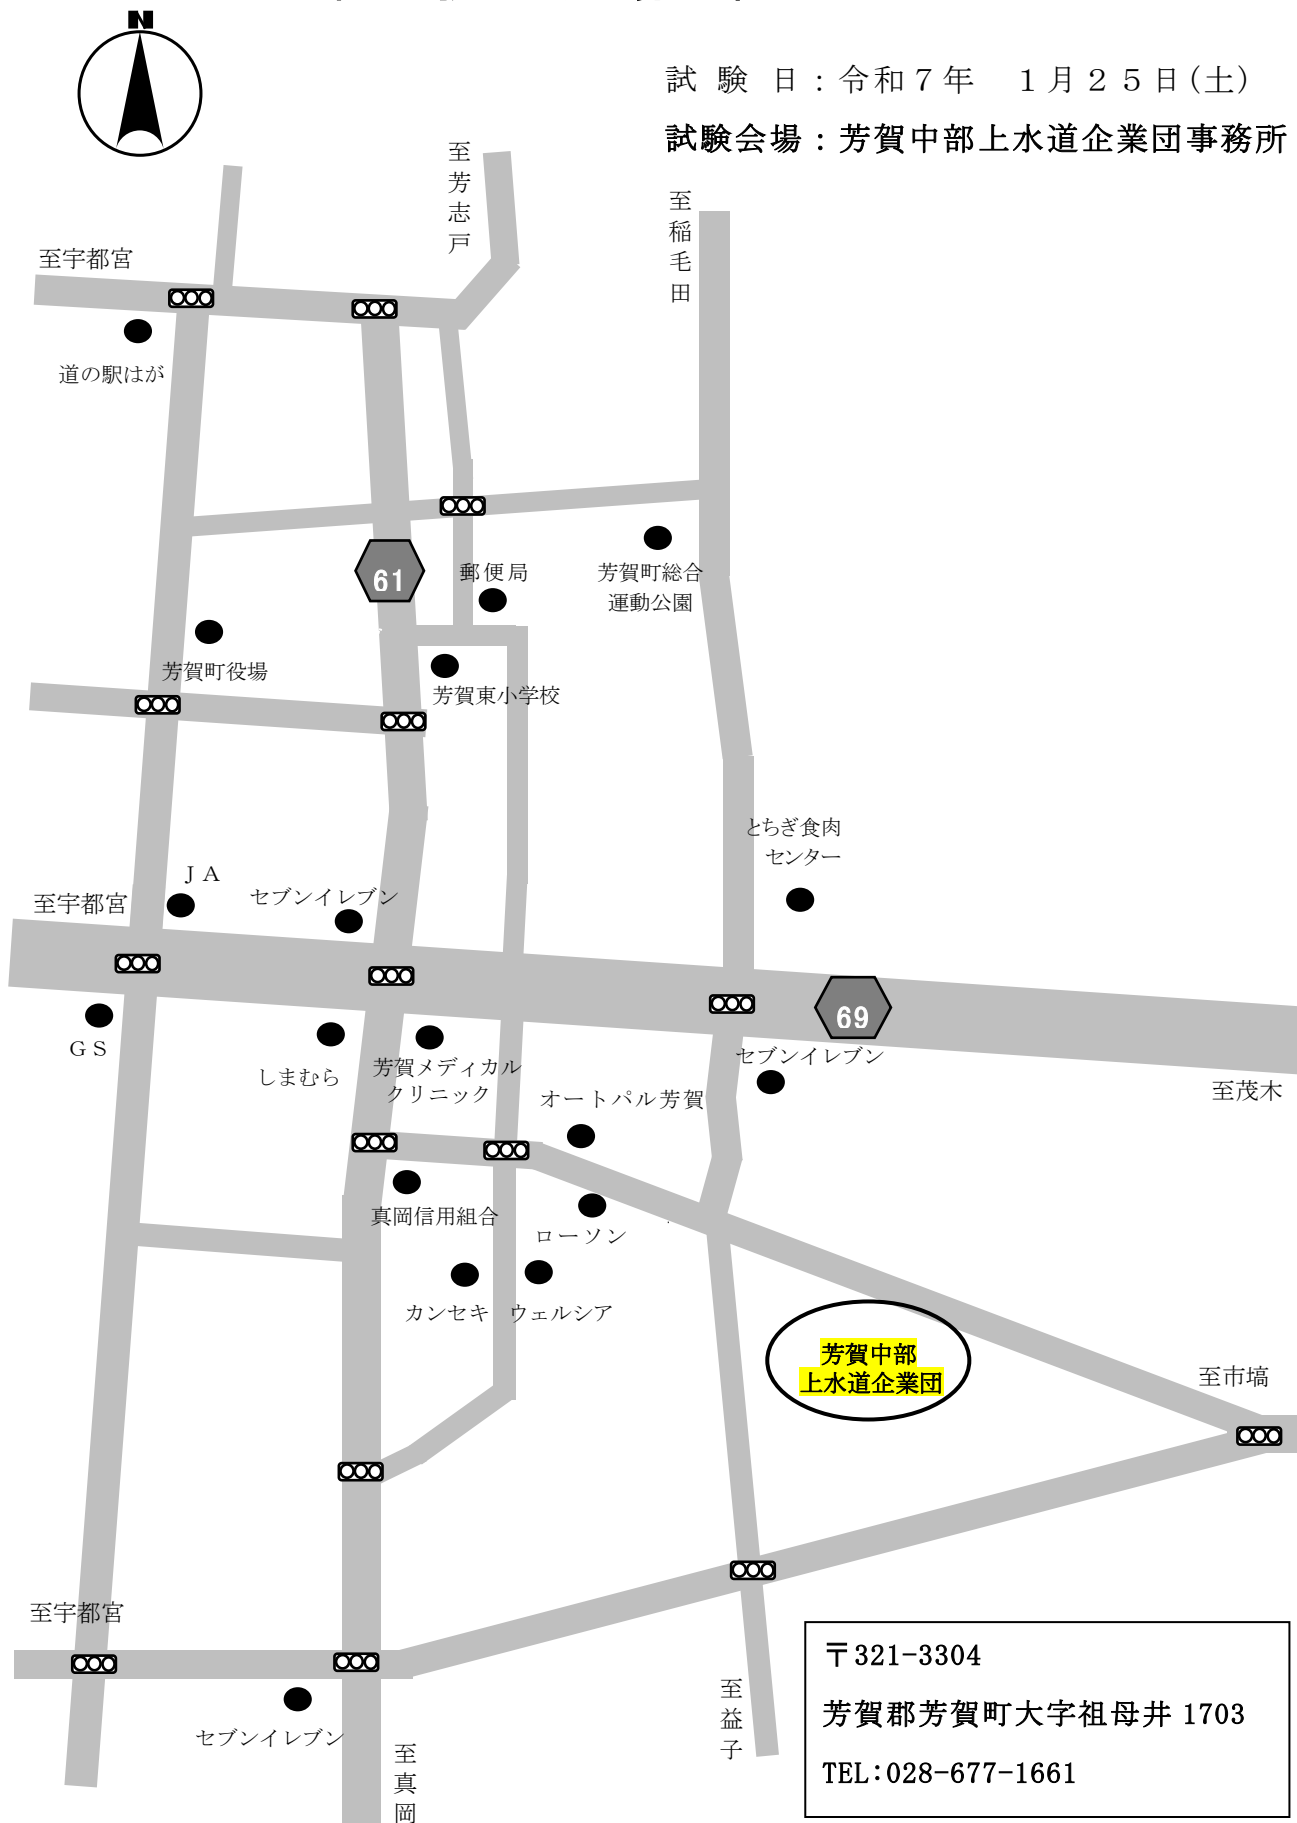 N
試験日：令和７年　１月２５日(土)
試験会場：芳賀中部上水道企業団事務所
至芳志戸
至稲毛田
至宇都宮
道の駅はが
61
郵便局
芳賀町総合
運動公園
芳賀町役場
芳賀東小学校
とちぎ食肉
センター
ＪＡ
セブンイレブン
至宇都宮
69
ＧＳ
しまむら
芳賀メディカル
クリニック
セブンイレブン
オートパル芳賀
至茂木
真岡信用組合
ローソン
カンセキ
ウェルシア
芳賀中部
上水道企業団
至市塙
至宇都宮
セブンイレブン
至真岡
至益子
〒321-3304
芳賀郡芳賀町大字祖母井 1703
TEL:028-677-1661